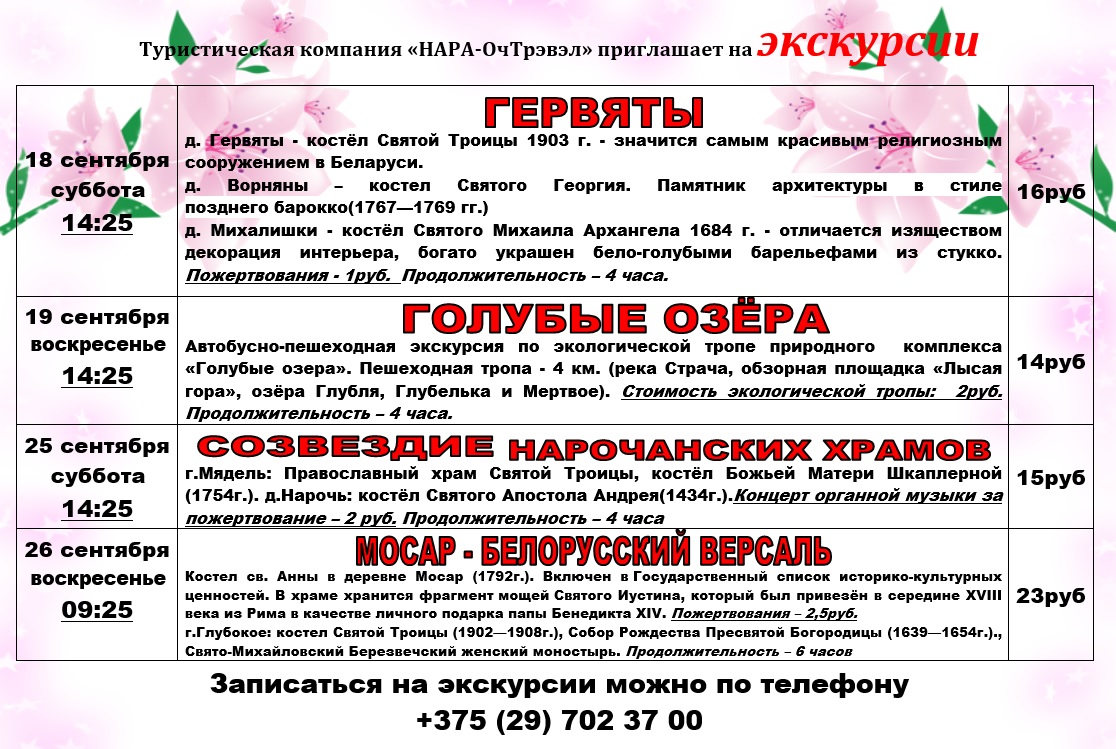 Туристическая компания «НАРА-ОчТрэвэл» приглашает на экскурсии
18 сентября
суббота
14:25
ГЕРВЯТЫ
д. Гервяты - костёл Святой Троицы 1903 г. - значится самым красивым религиозным
сооружением в Беларуси.
д. Ворняны – костел Святого Георгия. Памятник архитектуры в стиле
позднего барокко(1767—1769 гг.)
д. Михалишки - костёл Святого Михаила Архангела 1684 г. - отличается изяществом
декорация интерьера, богато украшен бело-голубыми барельефами из стукко.
Пожертвования - 1руб. Продолжительность – 4 часа.
16руб
19 сентября
воскресенье
14:25
ГОЛУБЫЕ ОЗЁРА
Автобусно-пешеходная экскурсия по экологической тропе природного комплекса
«Голубые озера». Пешеходная тропа - 4 км. (река Страча, обзорная площадка «Лысая
гора», озёра Глубля, Глубелька и Мертвое). Стоимость экологической тропы: 2руб.
Продолжительность – 4 часа.
14руб
25 сентября
суббота
14:25
СОЗВЕЗДИЕ НАРОЧАНСКИХ ХРАМОВ
г.Мядель: Православный храм Святой Троицы, костёл Божьей Матери Шкаплерной
(1754г.). д.Нарочь: костёл Святого Апостола Андрея(1434г.).Концерт органной музыки за
пожертвование – 2 руб. Продолжительность – 4 часа
15руб
26 сентября
воскресенье
09:25
МОСАР - БЕЛОРУССКИЙ ВЕРСАЛЬ
Костел св. Анны в деревне Мосар (1792г.). Включен в Государственный список историко-культурных
ценностей. В храме хранится фрагмент мощей Святого Иустина, который был привезён в середине XVIII
века из Рима в качестве личного подарка папы Бенедикта XIV. Пожертвования – 2,5руб.
г.Глубокое: костел Святой Троицы (1902—1908г.), Собор Рождества Пресвятой Богородицы (1639—1654г.).,
Свято-Михайловский Березвечский женский моностырь. Продолжительность – 6 часов
23руб
Записаться на экскурсии можно по телефону
+375 (29) 702 37 00